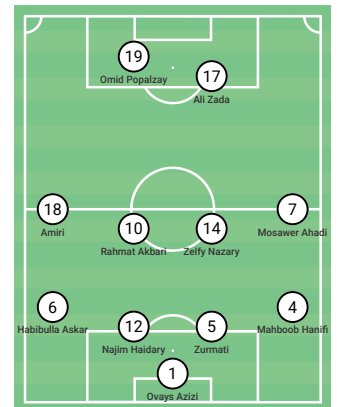 19
Omid Popalzay
17
Ali Zada
18
Amiri
10
Rahmat Akbari
14
Zelfy Nazary
7
Mosawer Ahadi
6
Habibulla Askar
12
Najim Haidary
5
Zurmati
4
Mahboob Hanifi
1
Ovays Azizi